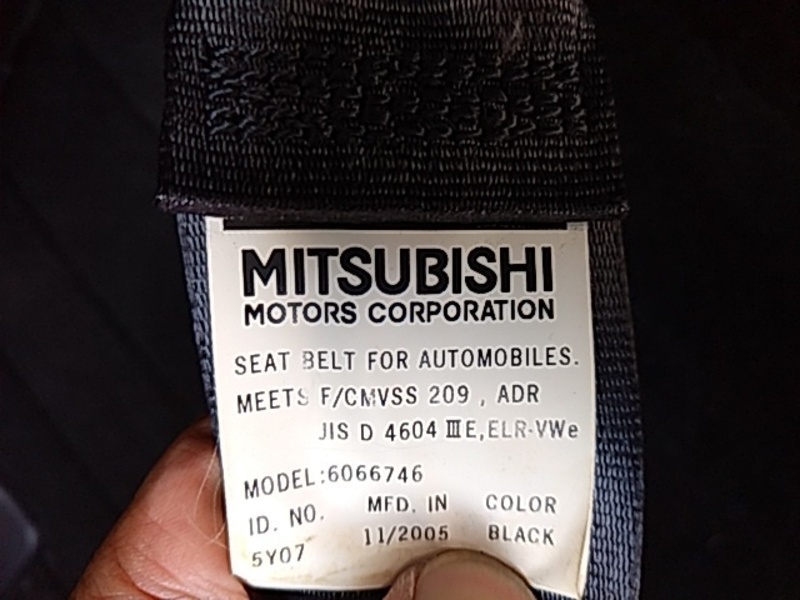 MITSUBISHI
MOTORS CORPORATION
SEAT BELT FOR AUTOMOBILES.
MEETS F/CMVSS 209 , ADR
JIS D 4604 ⅢE,ELR-VWe
MODEL:6066746
ID. NO. MFD. IN COLOR
5Y07 11/2005 BLACK